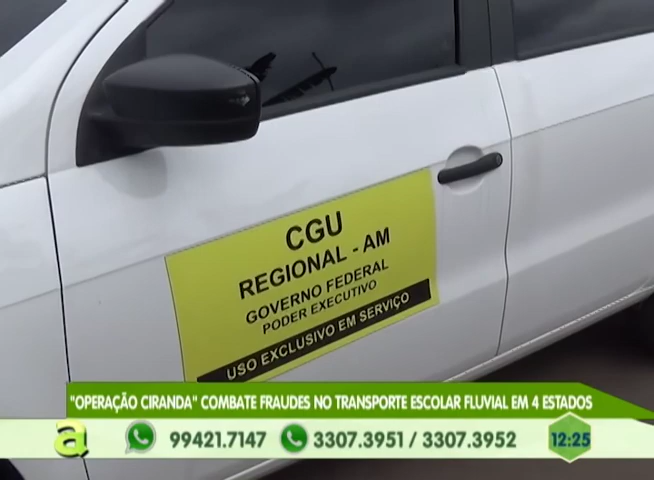 CGU
REGIONAL - AM
GOVERNO FEDERAL
PODER EXECUTIVO
USO EXCLUSIVO EM SERVIÇO
"OPERAÇÃO CIRANDA" COMBATE FRAUDES NO TRANSPORTE ESCOLAR FLUVIAL EM 4 ESTADOS
a 99421.7147 3307.3951 / 3307.3952 12:25